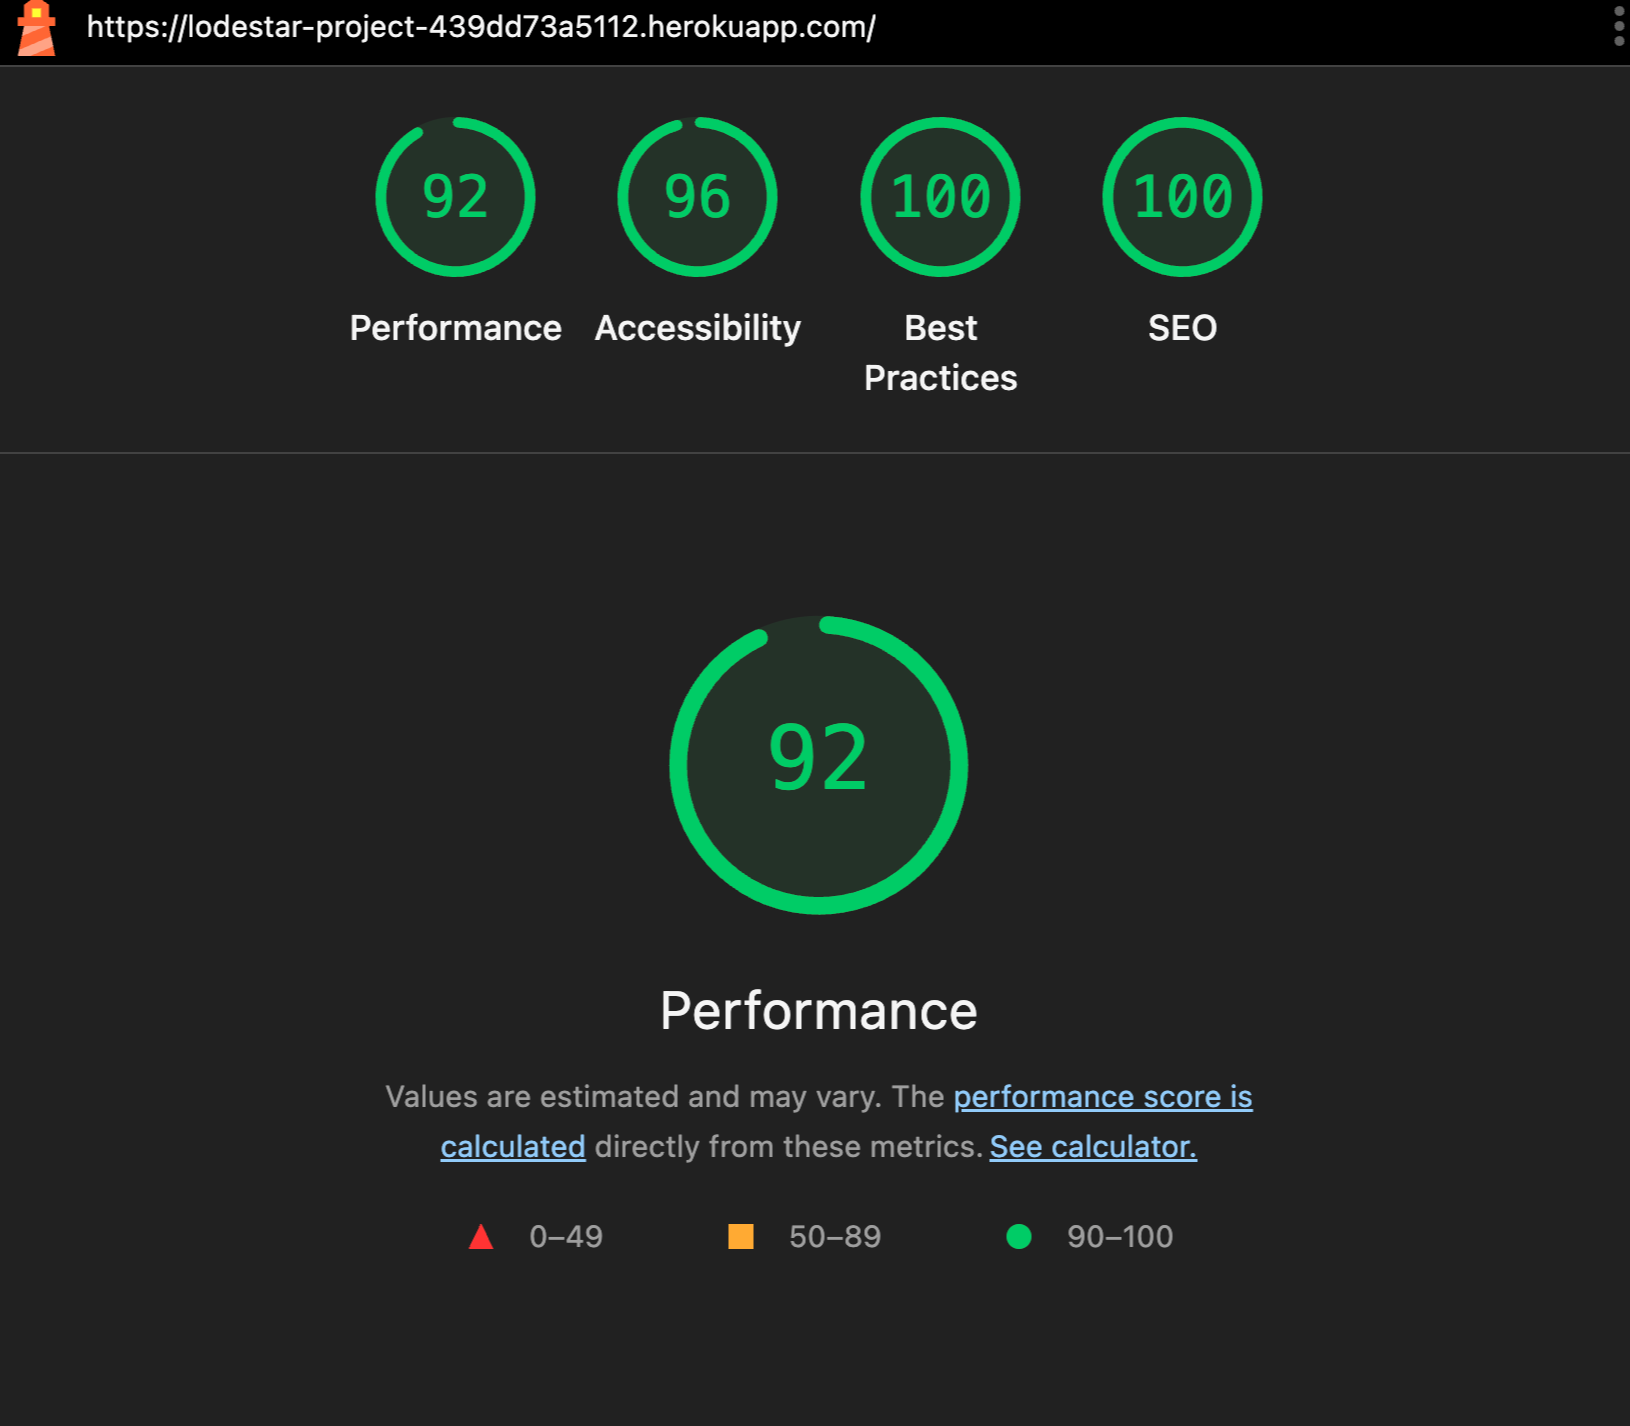 https://lodestar-project-439dd73a5112.herokuapp.com/
92
96
100
100
Performance
Accessibility
Best
Practices
SEO
92
Performance
Values are estimated and may vary. The performance score is
calculated directly from these metrics. See calculator.
0–49
50–89
90–100